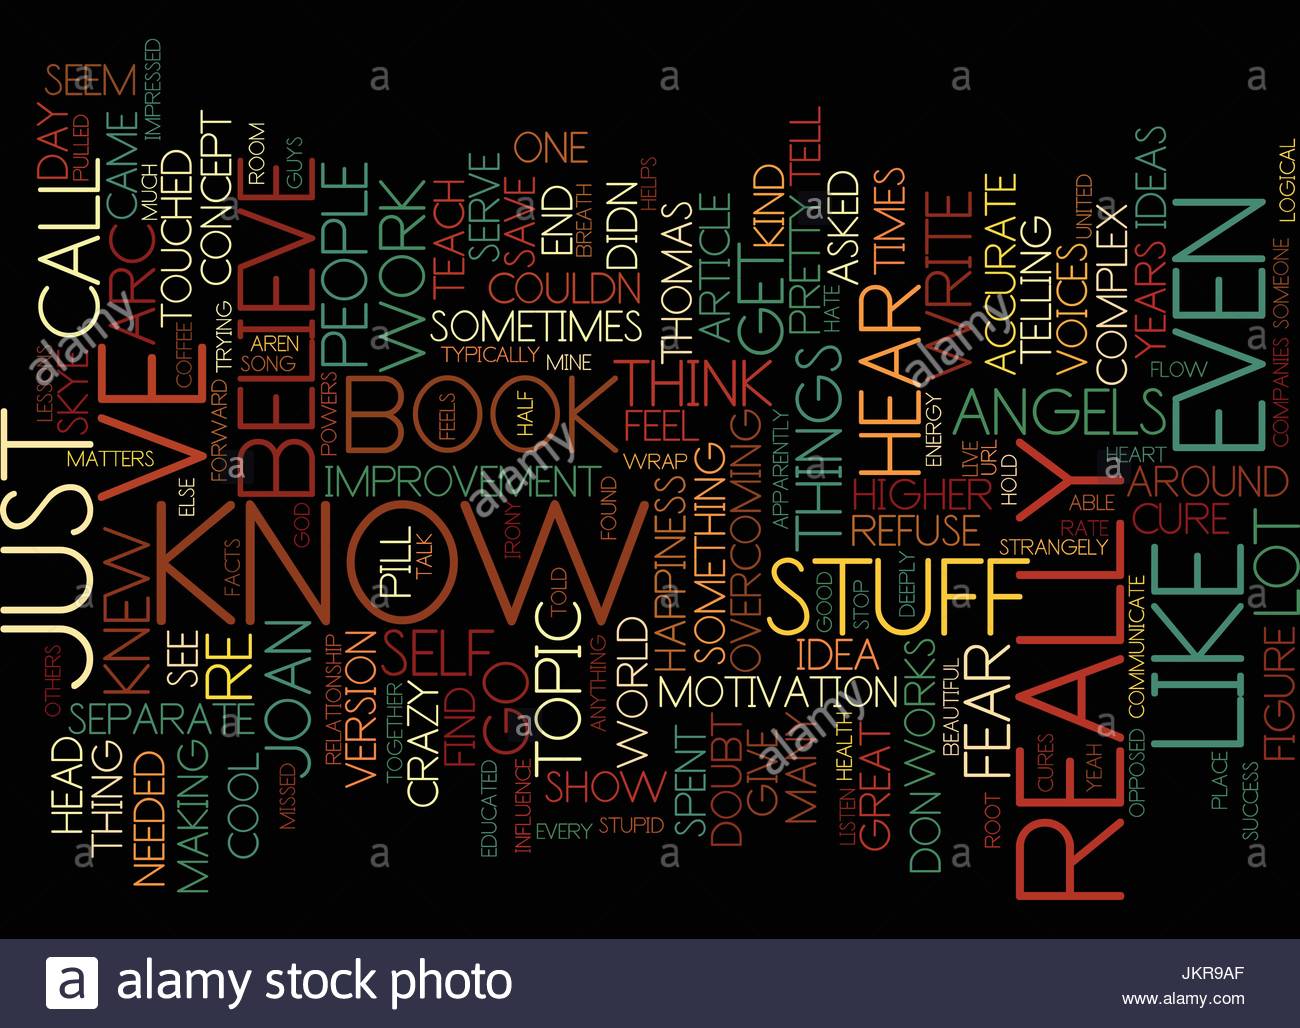 SEEM
DAY
PULLED
ARC
CAME
IMPRESSED
MUCH
TOUCHED
CONCEPT
ROOM
GUYS
CALL
BELIEVE
PEOPLE
WORK
TEACH
SERVE
SAVE
ONE
END
BREATH
DIDN
HELPS
THOMAS
ARTICLE
GET
KIND
PRETTY
TELL
HATE
ASKED
TIMES
WRITE
ACCURATE
TELLING
VOICES
UNITED
COMPLEX
YEARS
IDEAS
EVEN
LOGICAL
SOMEONE
COMPANIES
COULDN
SOMETIMES
TYPICALLY
MINE
LESSONS
SKYE
VE
COFFEE
TRYING
FORWARD
AREN
SONG
POWERS
BOOK
FEELS
HALF
THINK
FEEL
WRAP
THINGS
HEAR
ENERGY
ANGELS
FLOW
LIVE
URL
HOLD
HEART
JUST
MATTERS
ELSE
IMPROVEMENT
HAPPINESS
SOMETHING
OVERCOMING
APPARENTLY
HIGHER
REFUSE
REALLY
ABLE
RATE
STRANGELY
AROUND
CURE
LOT
KNEW
KNOW
FACTS
GOD
PILL
TALK
IRONY
TOLD
FOUND
STUFF
GOOD
STOP
DEEPLY
LIKE
COMMUNICATE
OTHERS
SEE
RE
JOAN
RELATIONSHIP
VERSION
SELF
TOGETHER
CRAZY
FIND
GO
TOPIC
ANYTHING
WORLD
MOTIVATION
IDEA
WORKS
DON
BEAUTIFUL
FEAR
FIGURE
SEPARATE
HEAD
THING
NEEDED
MAKING
COOL
MISSED
EDUCATED
INFLUENCE
SHOW
EVERY
STUPID
SPENT
DOUBT
GIVE
MANY
HEALTH
LISTEN
GREAT
ROOT
CURES
YEAH
OPPOSED
PLACE
SUCCESS
a alamy stock photo
JKR9AF
www.alamy.com